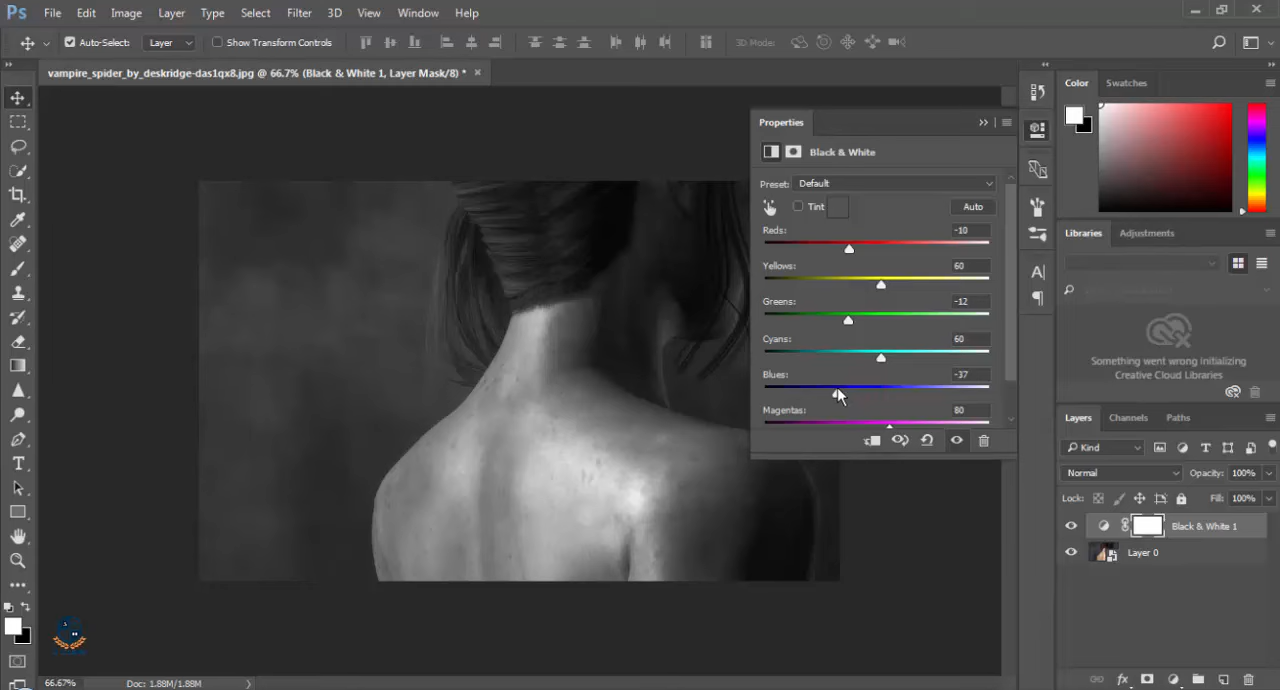 Ps File Edit Image Layer Type Select Filter 3D View Window Help
Auto-Select: Layer Show Transform Controls 3D Mode:
vampire_spider_by_deskridge-das1qx8.jpg @ 66.7% (Black & White 1, Layer Mask/8) *
Properties
Black & White
Preset: Default
Tint Auto
Reds: -10
Yellows: 60
Greens: -12
Cyans: 60
Blues: -37
Magentas: 80
Color Swatches
Libraries Adjustments
Something went wrong initializing
Creative Cloud Libraries
Layers Channels Paths
Kind
Normal Opacity: 100%
Lock: Fill: 100%
Black & White 1
Layer 0
66.67% Doc: 1.88M/1.88M